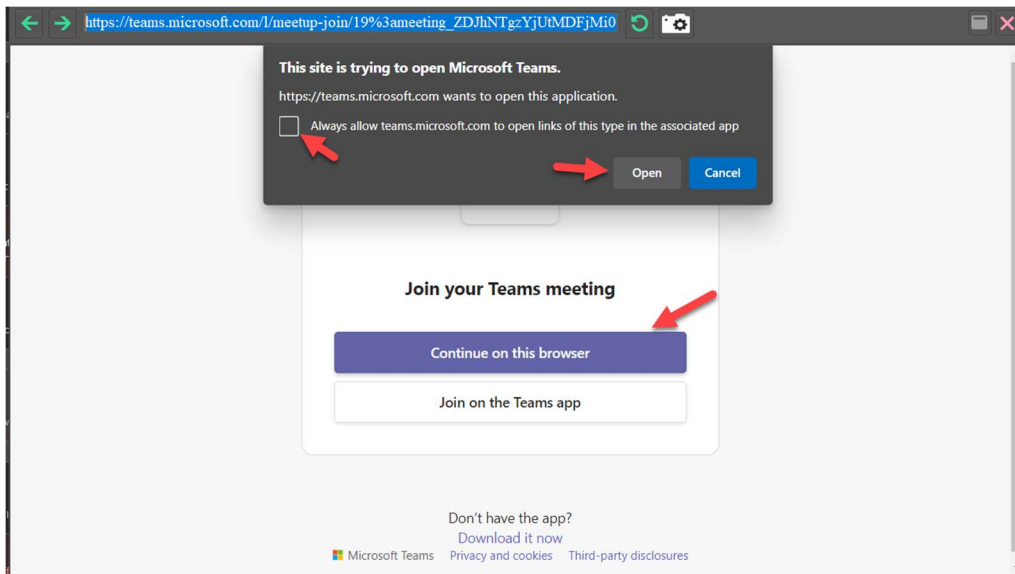 https://teams.microsoft.com/l/meetup-join/19%3ameeting_ZDJhNTgzYjUtMDFjMi0
This site is trying to open Microsoft Teams.
https://teams.microsoft.com wants to open this application.
Always allow teams.microsoft.com to open links of this type in the associated app
Open Cancel
Join your Teams meeting
Continue on this browser
Join on the Teams app
Don't have the app?
Download it now
Microsoft Teams Privacy and cookies Third-party disclosures